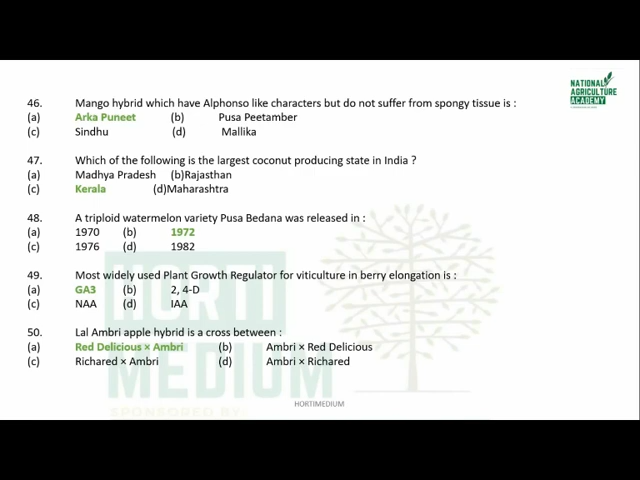 NATIONAL
AGRICULTURE
ACADEMY
46. Mango hybrid which have Alphonso like characters but do not suffer from spongy tissue is :
(a) Arka Puneet (b) Pusa Peetamber
(c) Sindhu (d) Mallika
47. Which of the following is the largest coconut producing state in India ?
(a) Madhya Pradesh (b)Rajasthan
(c) Kerala (d)Maharashtra
48. A triploid watermelon variety Pusa Bedana was released in :
(a) 1970 (b) 1972
(c) 1976 (d) 1982
49. Most widely used Plant Growth Regulator for viticulture in berry elongation is :
(a) GA3 (b) 2, 4-D
(c) NAA (d) IAA
50. Lal Ambri apple hybrid is a cross between :
(a) Red Delicious × Ambri (b) Ambri × Red Delicious
(c) Richared × Ambri (d) Ambri × Richared
HORTI
MEDIUM
SPONSORED BY:
HORTIMEDIUM